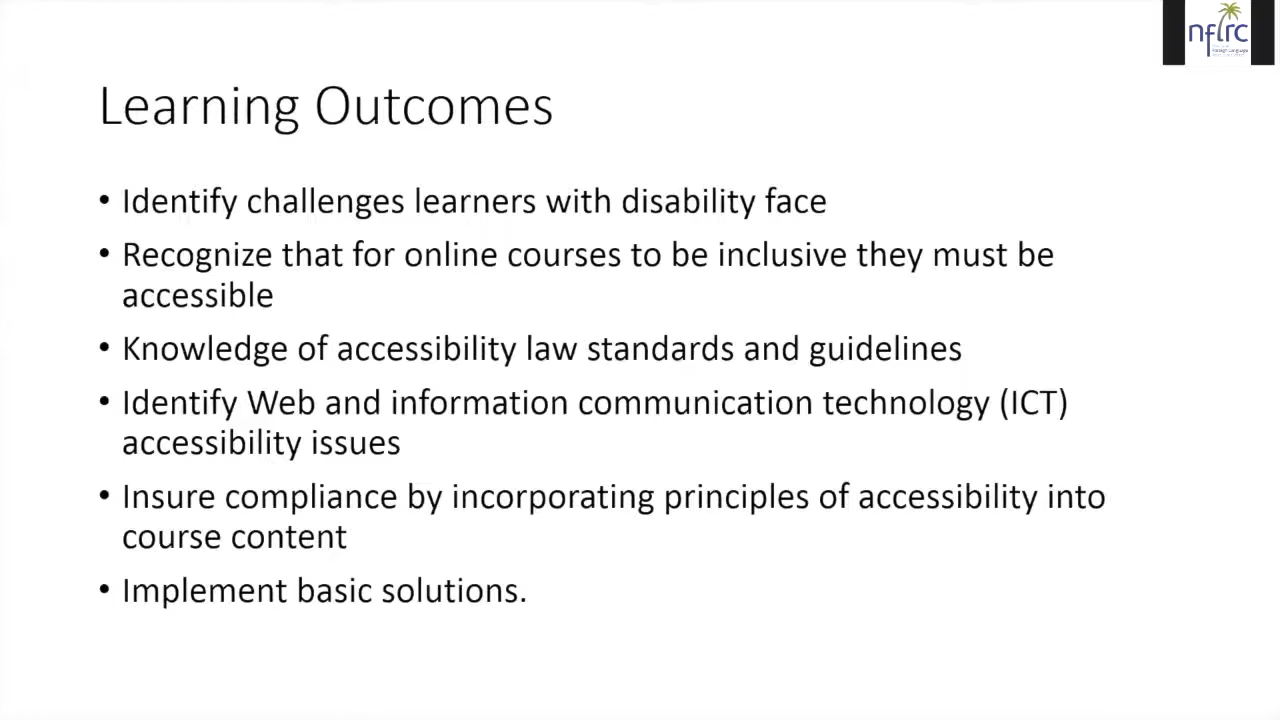 nflrc
Learning Outcomes
• Identify challenges learners with disability face
• Recognize that for online courses to be inclusive they must be
accessible
• Knowledge of accessibility law standards and guidelines
• Identify Web and information communication technology (ICT)
accessibility issues
• Insure compliance by incorporating principles of accessibility into
course content
• Implement basic solutions.